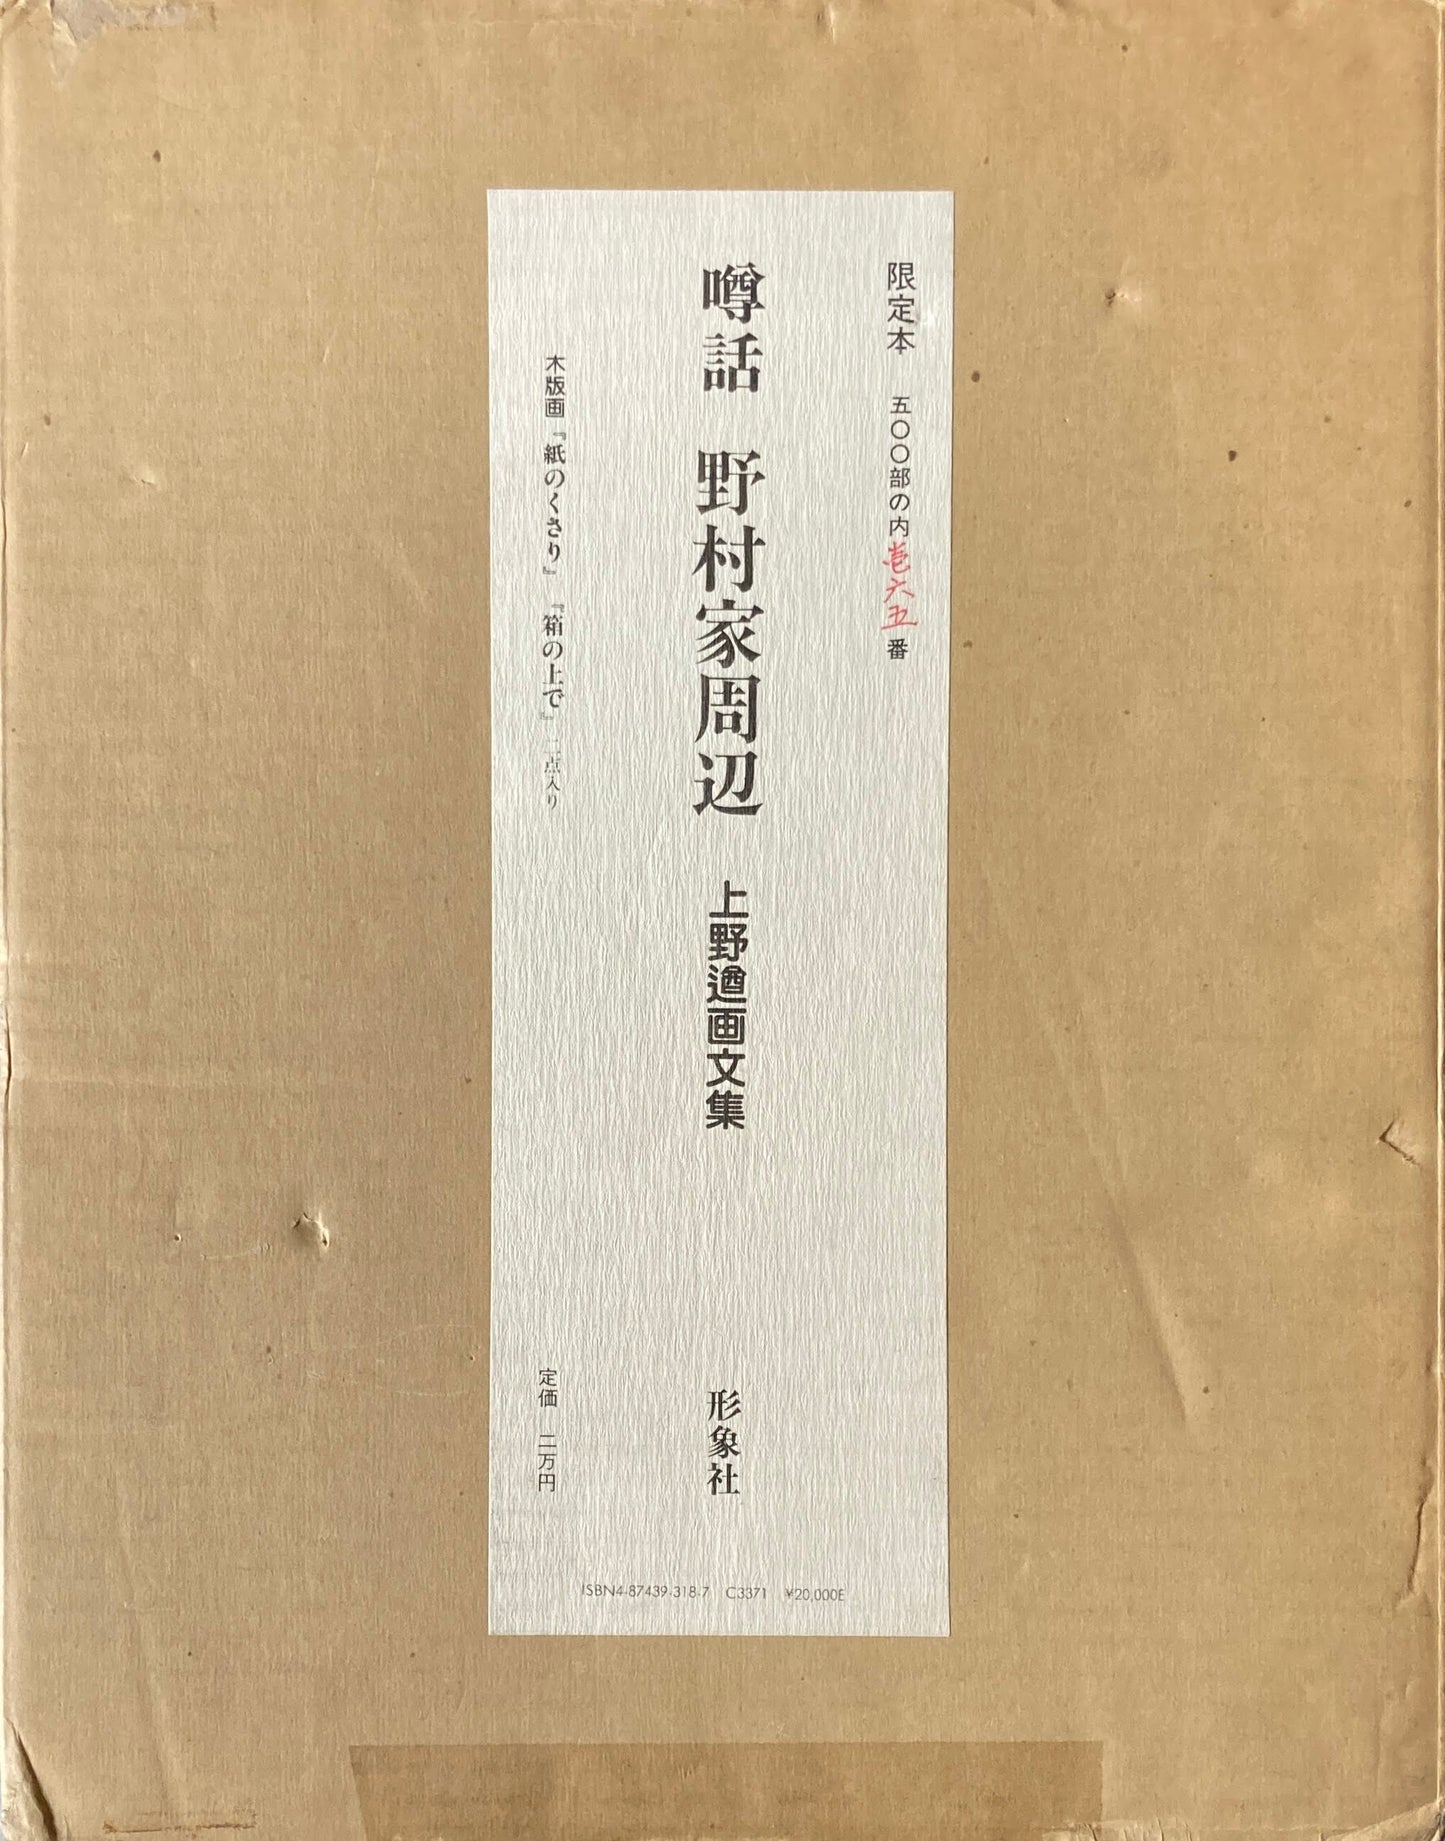 限定本　五〇〇部の内壱六五番
噂話　野村家周辺　上野遒画文集
形象社
木版画『紙のくさり』『箱の上で』二点入り
定価　二万円
ISBN4-87439-318-7　C3371　¥20,000E